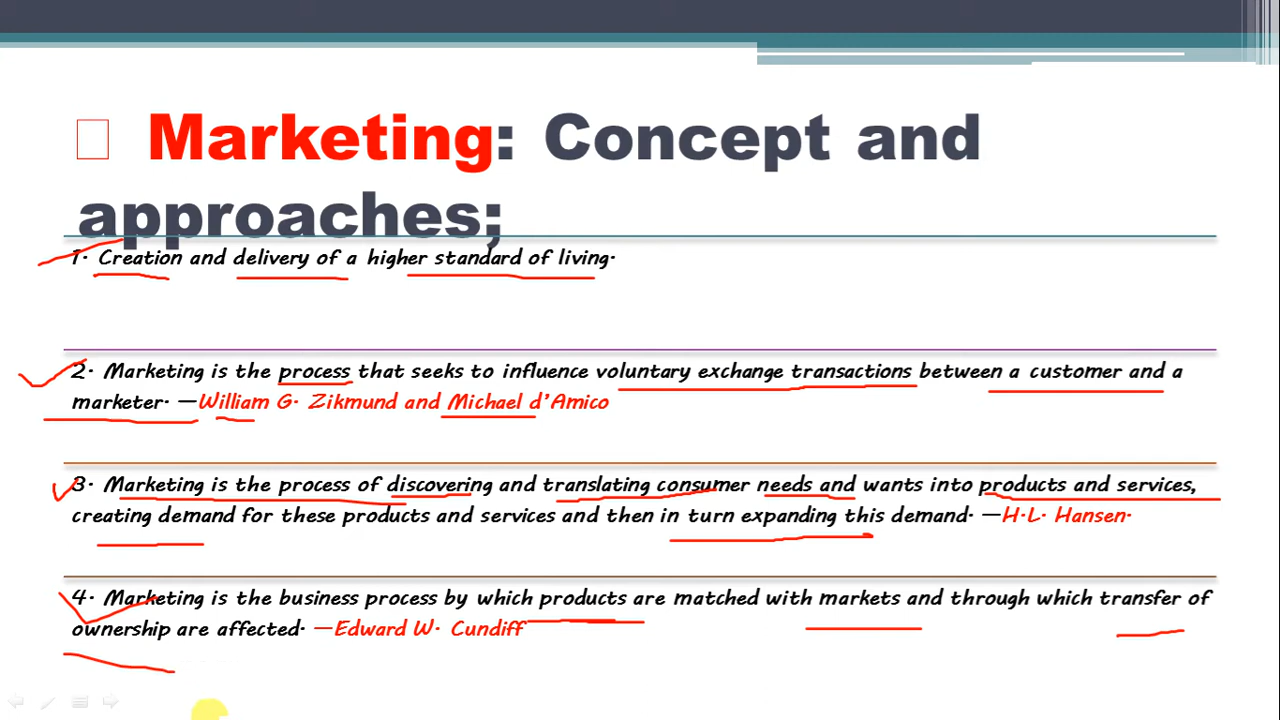 Marketing: Concept and
approaches;
1. Creation and delivery of a higher standard of living.
2. Marketing is the process that seeks to influence voluntary exchange transactions between a customer and a
marketer. —William G. Zikmund and Michael d'Amico
3. Marketing is the process of discovering and translating consumer needs and wants into products and services,
creating demand for these products and services and then in turn expanding this demand. —H.L. Hansen.
4. Marketing is the business process by which products are matched with markets and through which transfer of
ownership are affected. —Edward W. Cundiff